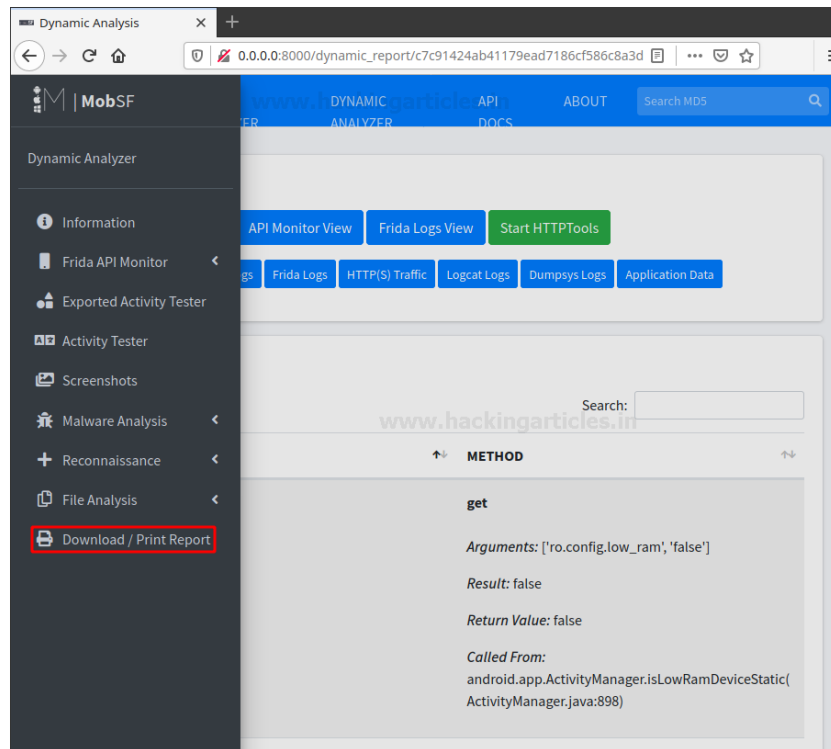 Dynamic Analysis
0.0.0.0:8000/dynamic_report/c7c91424ab41179ead7186cf586c8a3d
MobSF
DYNAMIC ANALYZER
API DOCS
ABOUT
Search MD5
Dynamic Analyzer
Information
Frida API Monitor
Exported Activity Tester
Activity Tester
Screenshots
Malware Analysis
Reconnaissance
File Analysis
Download / Print Report
API Monitor View
Frida Logs View
Start HTTPTools
Frida Logs
HTTP(S) Traffic
Logcat Logs
Dumpsys Logs
Application Data
Search:
www.hackingarticles.in
METHOD
get
Arguments: ['ro.config.low_ram', 'false']
Result: false
Return Value: false
Called From:
android.app.ActivityManager.isLowRamDeviceStatic(
ActivityManager.java:898)